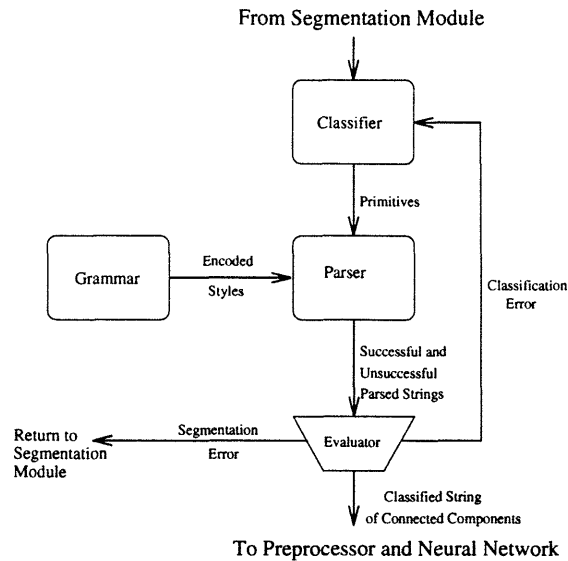 From Segmentation Module
Classifier
Primitives
Grammar
Encoded
Styles
Parser
Classification
Error
Successful and
Unsuccessful
Parsed Strings
Return to
Segmentation
Module
Segmentation
Error
Evaluator
Classified String
of Connected Components
To Preprocessor and Neural Network